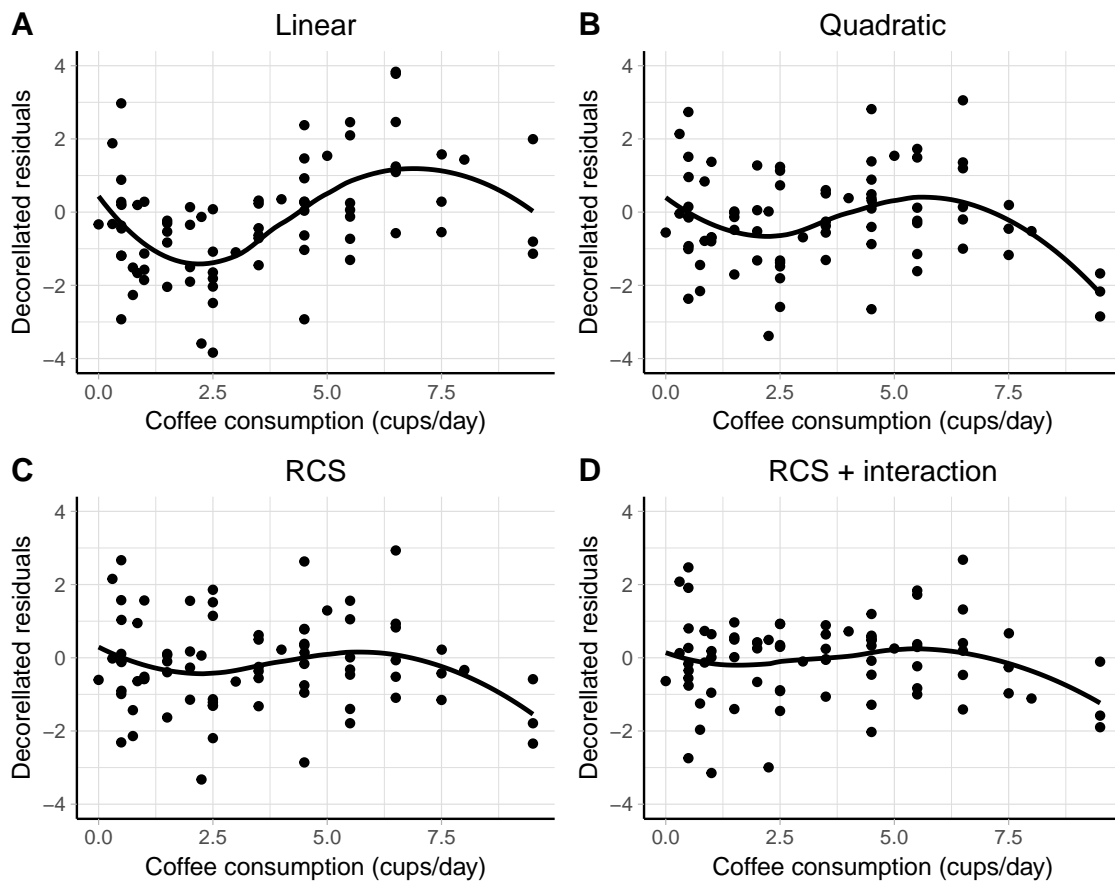 A Linear
Decorellated residuals
4
2
0
−2
−4
0.0 2.5 5.0 7.5
Coffee consumption (cups/day)
B Quadratic
Decorellated residuals
4
2
0
−2
−4
0.0 2.5 5.0 7.5
Coffee consumption (cups/day)
C RCS
Decorellated residuals
4
2
0
−2
−4
0.0 2.5 5.0 7.5
Coffee consumption (cups/day)
D RCS + interaction
Decorellated residuals
4
2
0
−2
−4
0.0 2.5 5.0 7.5
Coffee consumption (cups/day)